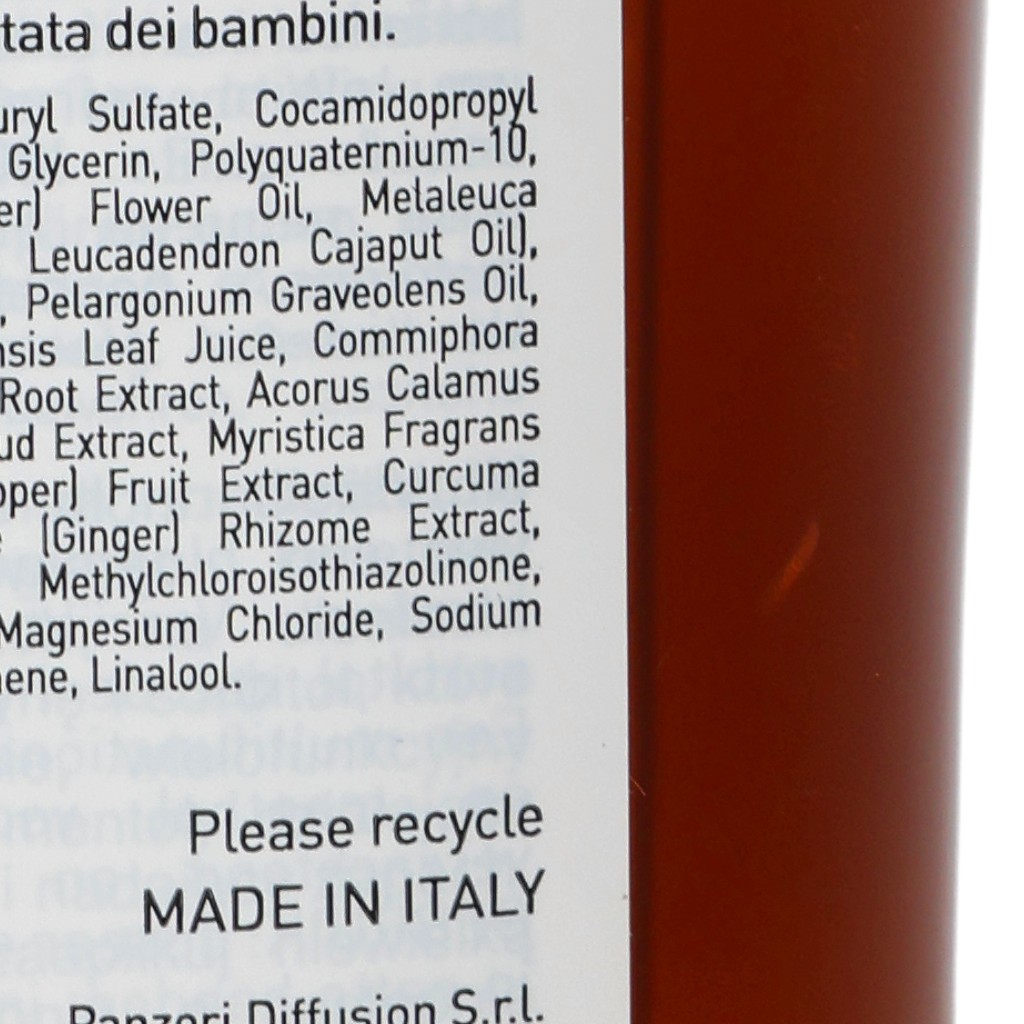 tata dei bambini.
uryl Sulfate, Cocamidopropyl
Glycerin, Polyquaternium-10,
er) Flower Oil, Melaleuca
Leucadendron Cajaput Oil),
, Pelargonium Graveolens Oil,
nsis Leaf Juice, Commiphora
Root Extract, Acorus Calamus
ud Extract, Myristica Fragrans
pper) Fruit Extract, Curcuma
(Ginger) Rhizome Extract,
Methylchloroisothiazolinone,
Magnesium Chloride, Sodium
nene, Linalool.
Please recycle
MADE IN ITALY
Panzeri Diffusion S.r.l.